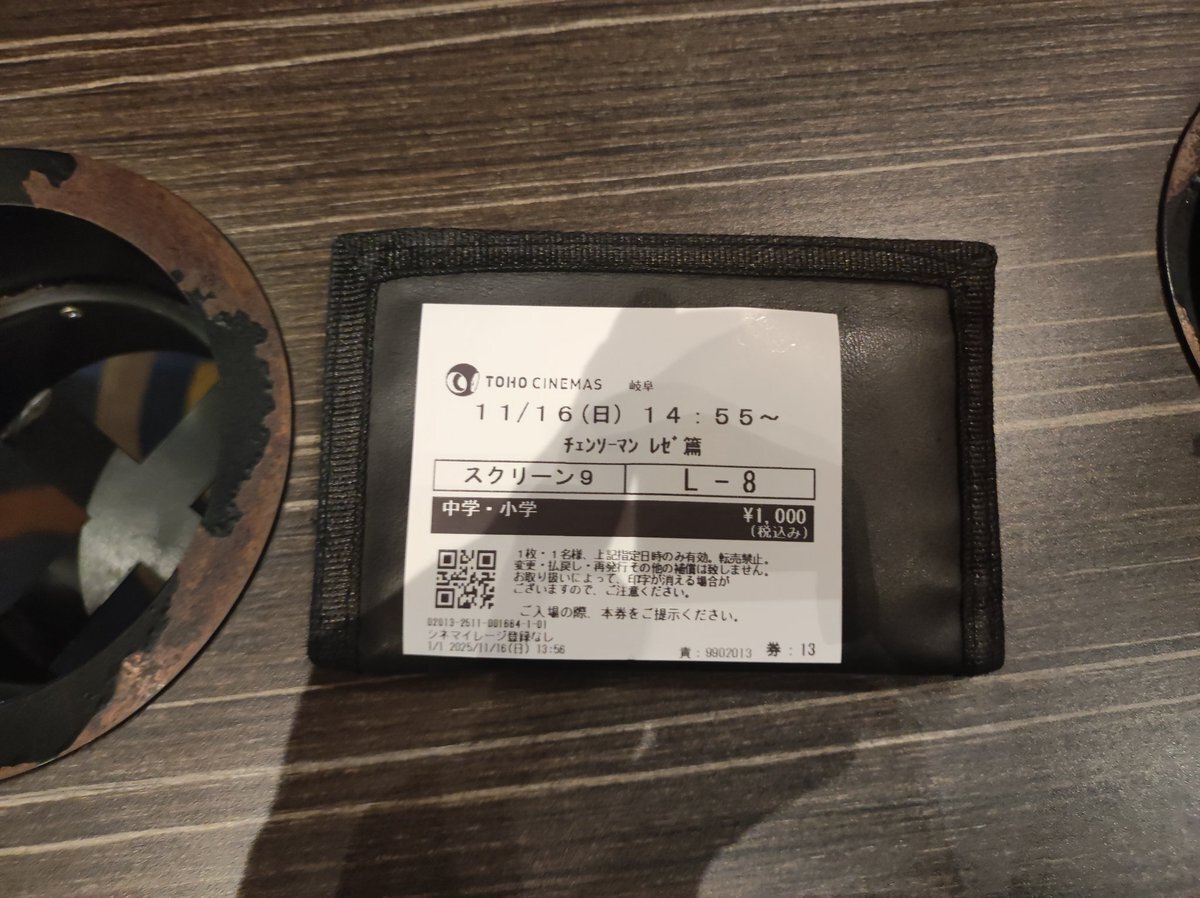 TOHO CINEMAS 岐阜
11/16(日) 14:55~
チェンソーマン レゼ篇
スクリーン9 L-8
中学・小学 ¥1,000
(税込み)
1枚・1名様、上記指定日時のみ有効。転売禁止。
変更・払戻し・再発行その他の補償は致しません。
お取り扱いによって、印字が消える場合が
ございますので、ご注意ください。
ご入場の際、本券をご提示ください。
02013-2511-001664-1-01
シネマイレージ登録なし
1/1 2025/11/16(日) 13:56 責:9902013 券:13